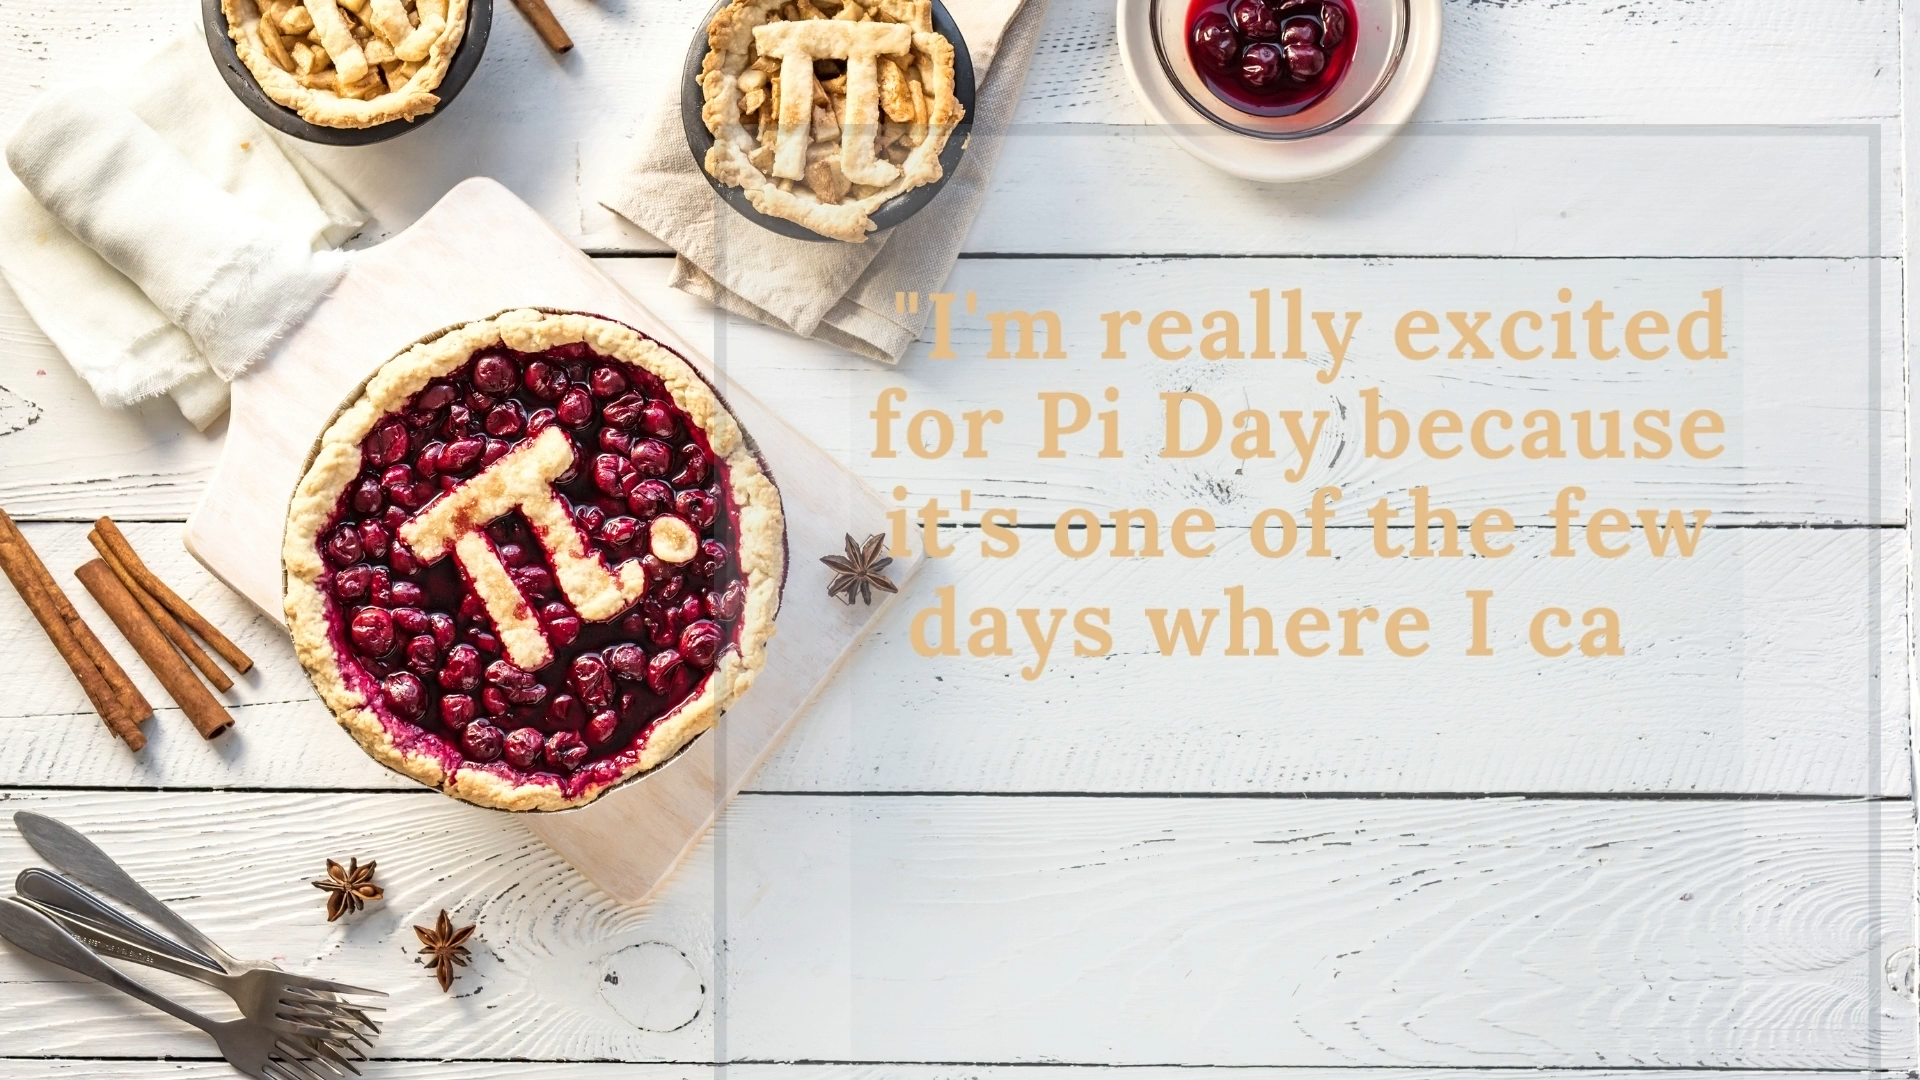 "I'm really excited
for Pi Day because
it's one of the few
days where I ca